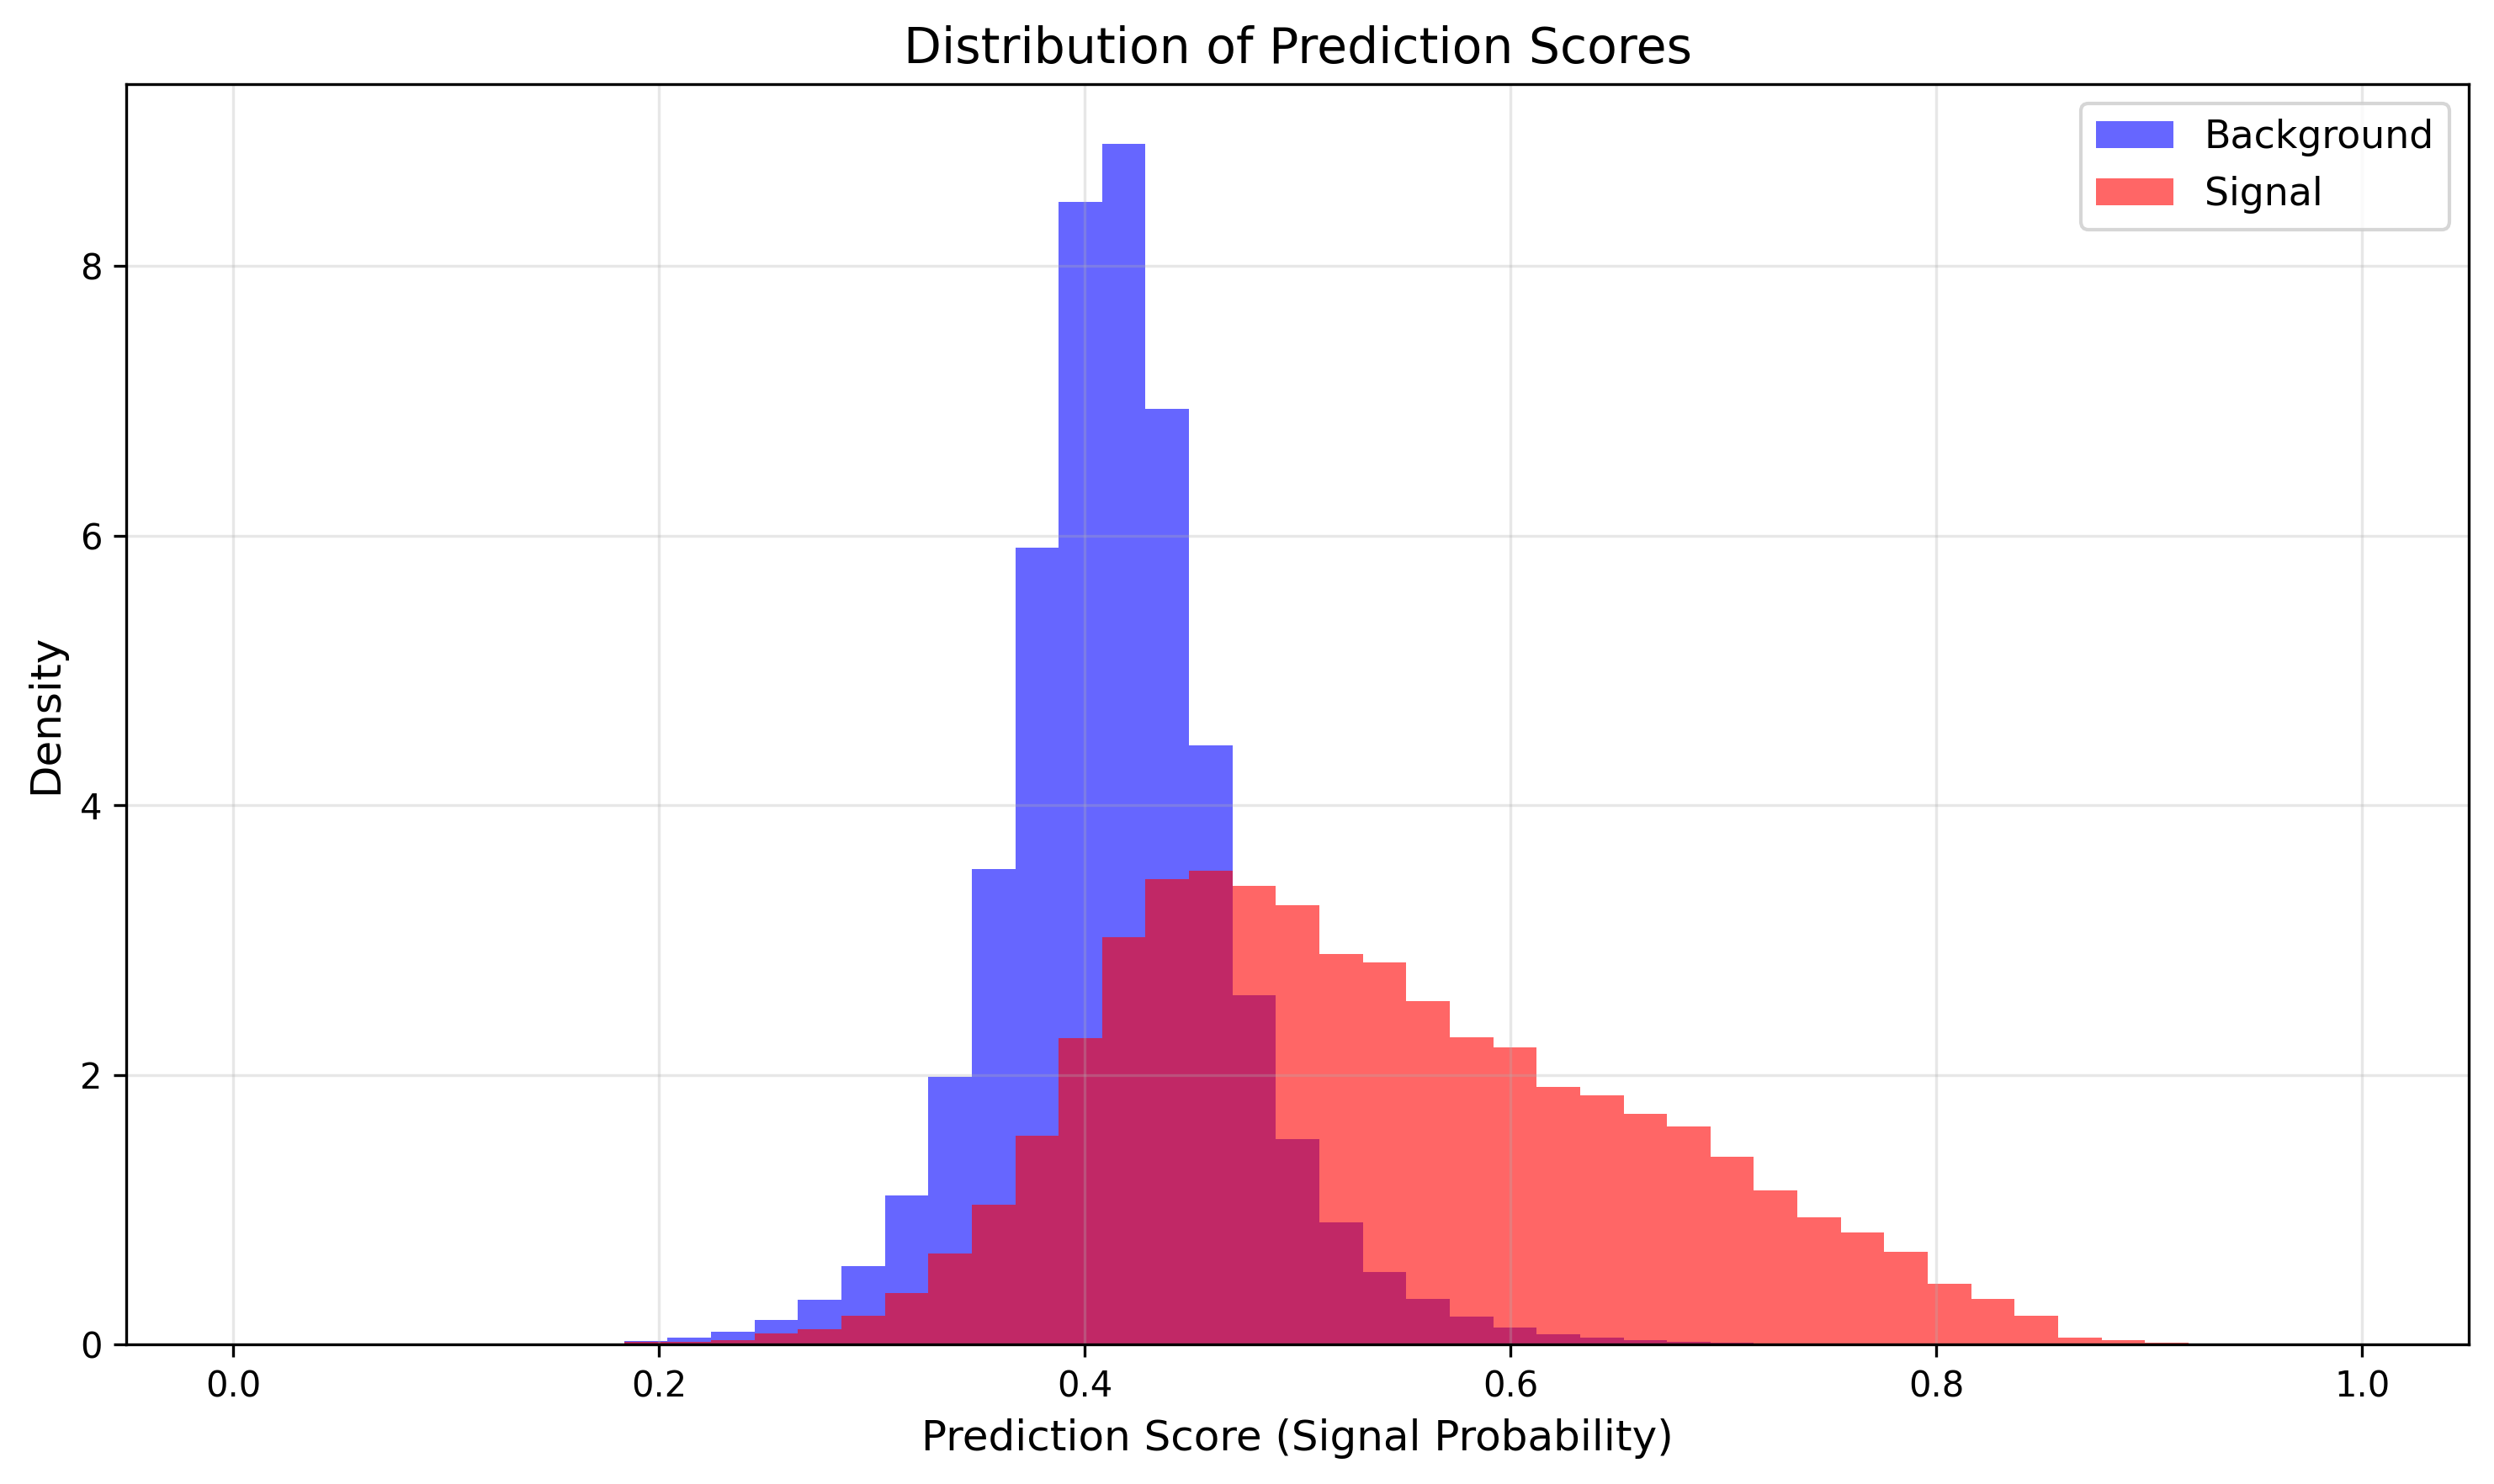 Distribution of Prediction Scores
Background
Signal
Density
8
6
4
2
0
0.0 0.2 0.4 0.6 0.8 1.0
Prediction Score (Signal Probability)